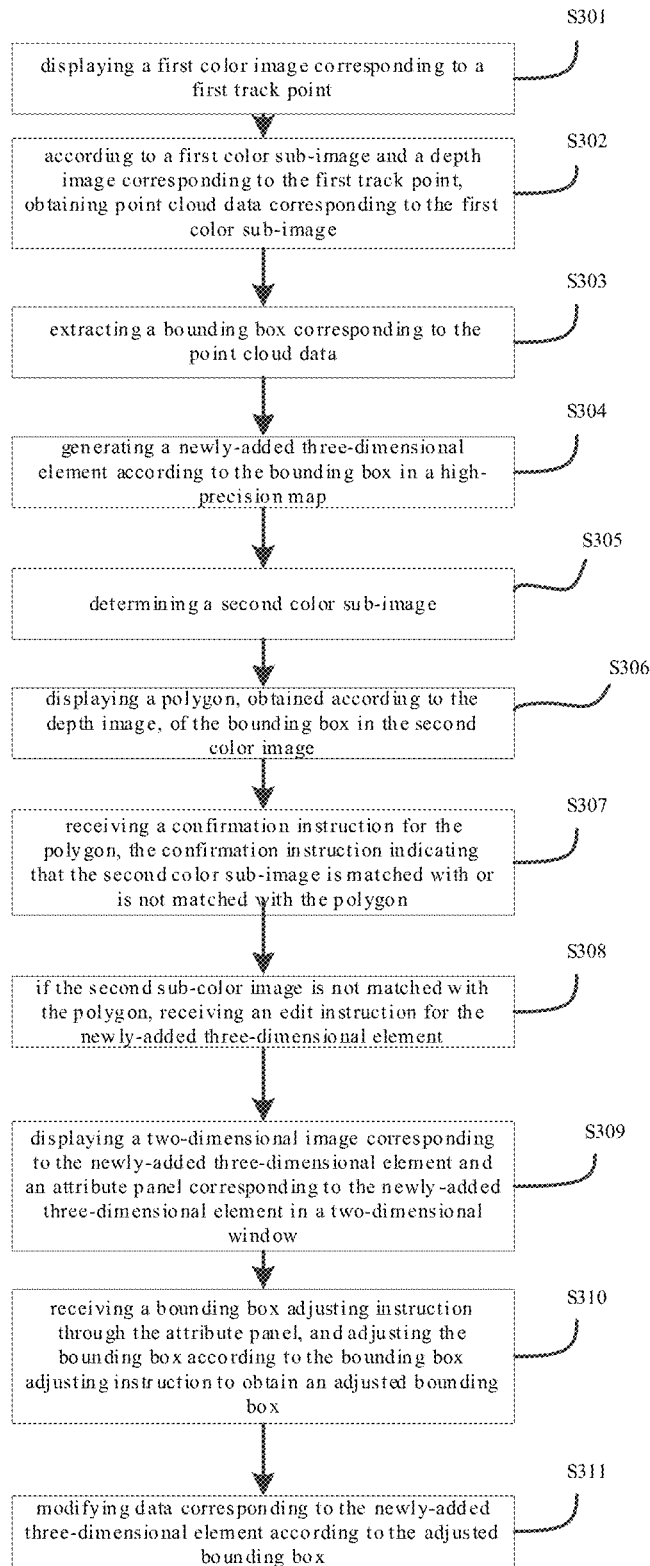 S301
displaying a first color image corresponding to a
first track point
S302
according to a first color sub-image and a depth
image corresponding to the first track point,
obtaining point cloud data corresponding to the first
color sub-image
S303
extracting a bounding box corresponding to the
point cloud data
S304
generating a newly-added three-dimensional
element according to the bounding box in a high-
precision map
S305
determining a second color sub-image
S306
displaying a polygon, obtained according to the
depth image, of the bounding box in the second
color image
S307
receiving a confirmation instruction for the
polygon, the confirmation instruction indicating
that the second color sub-image is matched with or
is not matched with the polygon
S308
if the second sub-color image is not matched with
the polygon, receiving an edit instruction for the
newly-added three-dimensional element
S309
displaying a two-dimensional image corresponding
to the newly-added three-dimensional element and
an attribute panel corresponding to the newly-added
three-dimensional element in a two-dimensional
window
S310
receiving a bounding box adjusting instruction
through the attribute panel, and adjusting the
bounding box according to the bounding box
adjusting instruction to obtain an adjusted bounding
box
S311
modifying data corresponding to the newly-added
three-dimensional element according to the adjusted
bounding box